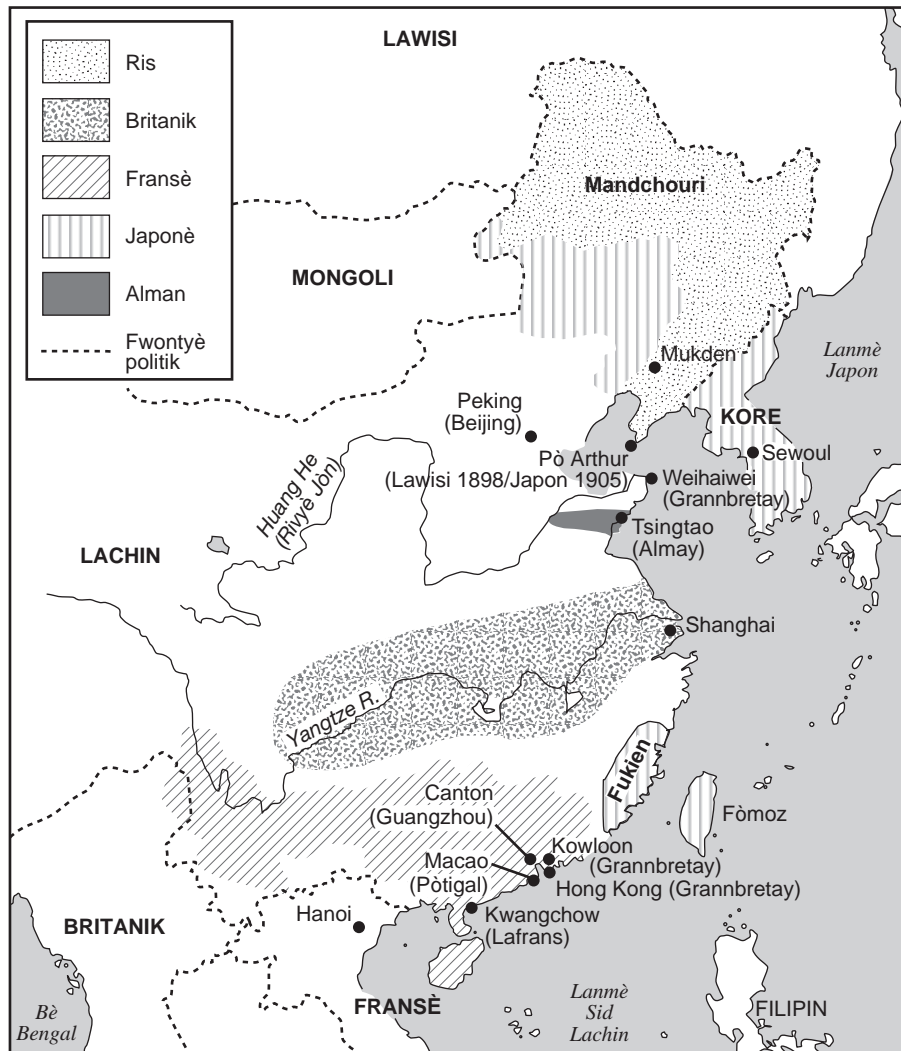 Ris
Britanik
Fransè
Japonè
Alman
Fwontyè
politik
LAWISI
Mandchouri
MONGOLI
Mukden
Lanmè
Japon
Peking
(Beijing)
KORE
Sewoul
Pò Arthur
(Lawisi 1898/Japon 1905)
Weihaiwei
(Grannbretay)
Huang He
(Rivyè Jòn)
Tsingtao
(Almay)
LACHIN
Shanghai
Yangtze R.
Fukien
Fòmoz
Canton
(Guangzhou)
Kowloon
(Grannbretay)
Macao
(Pòtigal)
Hong Kong (Grannbretay)
Hanoi
Kwangchow
(Lafrans)
BRITANIK
FRANSÈ
Lanmè
Sid
Lachin
FILIPIN
Bè
Bengal